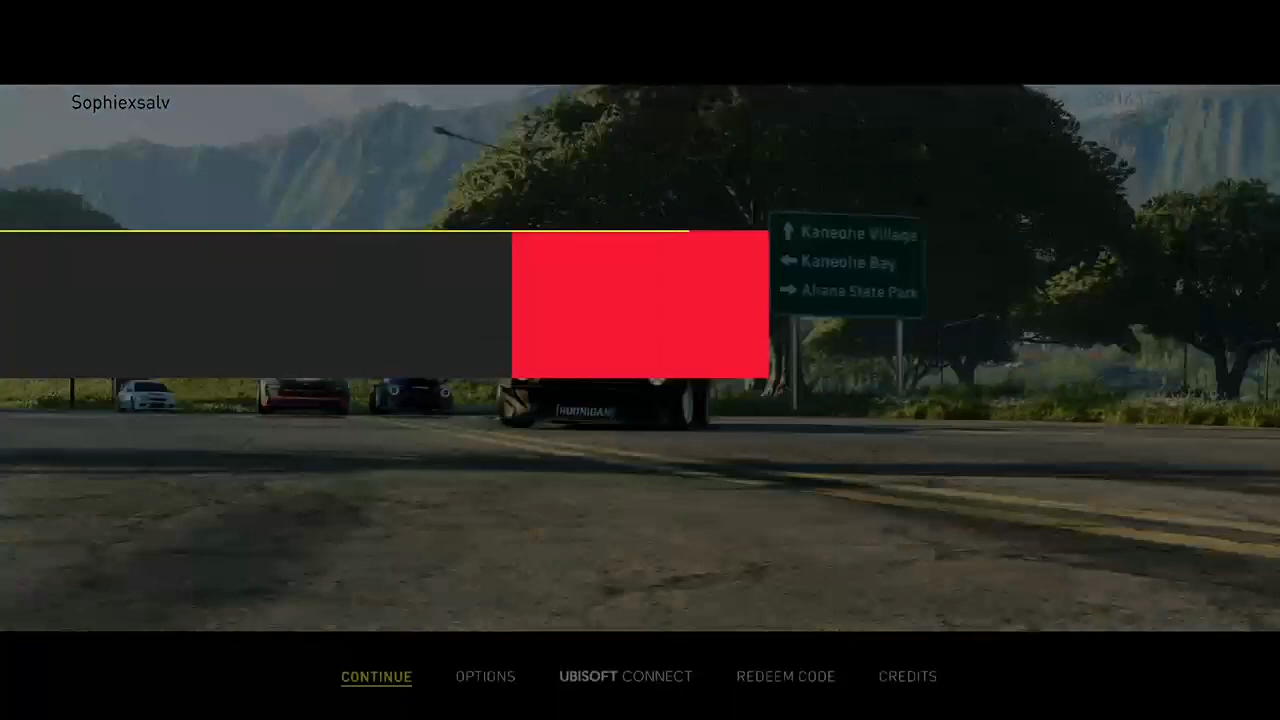 Sophiexsalv
Kaneohe Village
Kaneohe Bay
Ahana State Park
HOONIGAN
CONTINUE OPTIONS UBISOFT CONNECT REDEEM CODE CREDITS